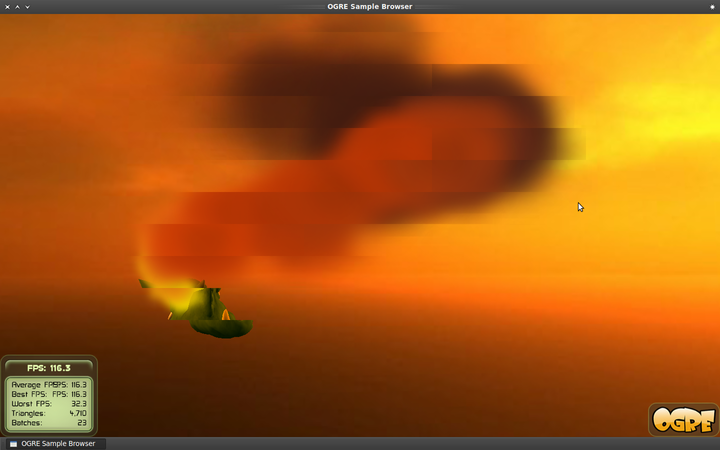 OGRE Sample Browser
FPS: 116.3
Average FPSPS: 116.3
Best FPS: FPS: 116.3
Worst FPS: 32.3
Triangles: 4,710
Batches: 23
OGRE
OGRE Sample Browser